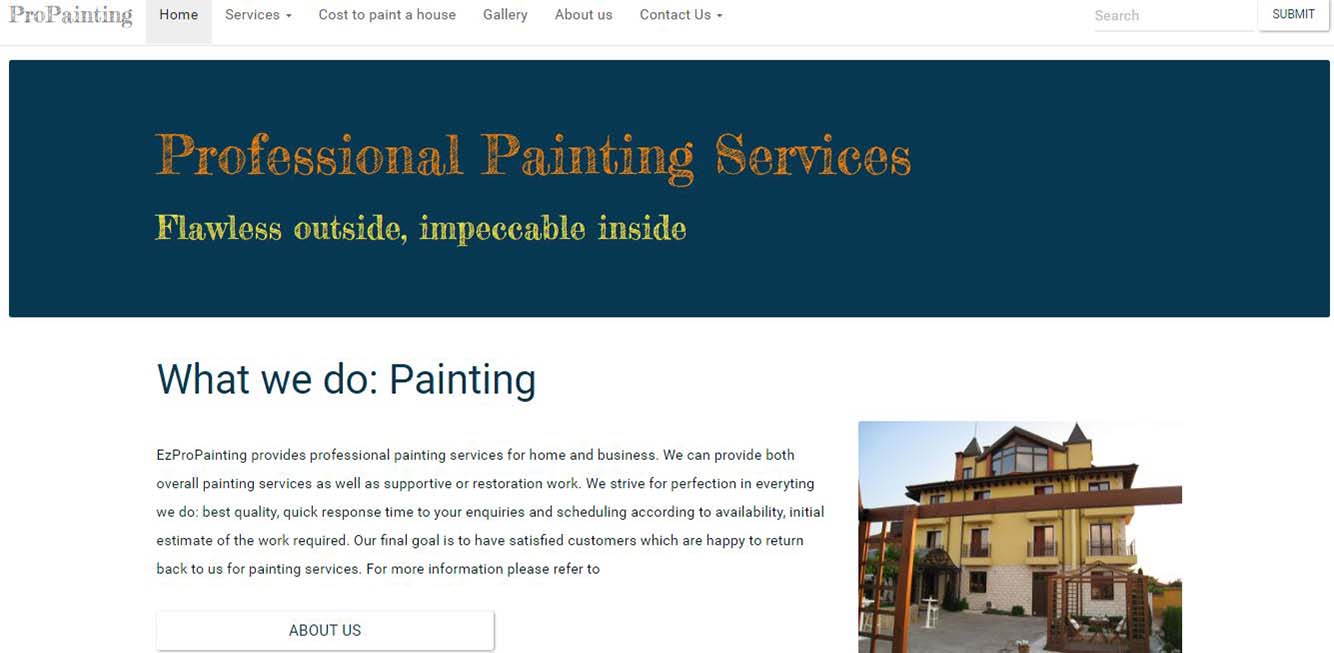 ProPainting Home Services Cost to paint a house Gallery About us Contact Us Search SUBMIT
Professional Painting Services
Flawless outside, impeccable inside
What we do: Painting
EzProPainting provides professional painting services for home and business. We can provide both
overall painting services as well as supportive or restoration work. We strive for perfection in everyting
we do: best quality, quick response time to your enquiries and scheduling according to availability, initial
estimate of the work required. Our final goal is to have satisfied customers which are happy to return
back to us for painting services. For more information please refer to
ABOUT US